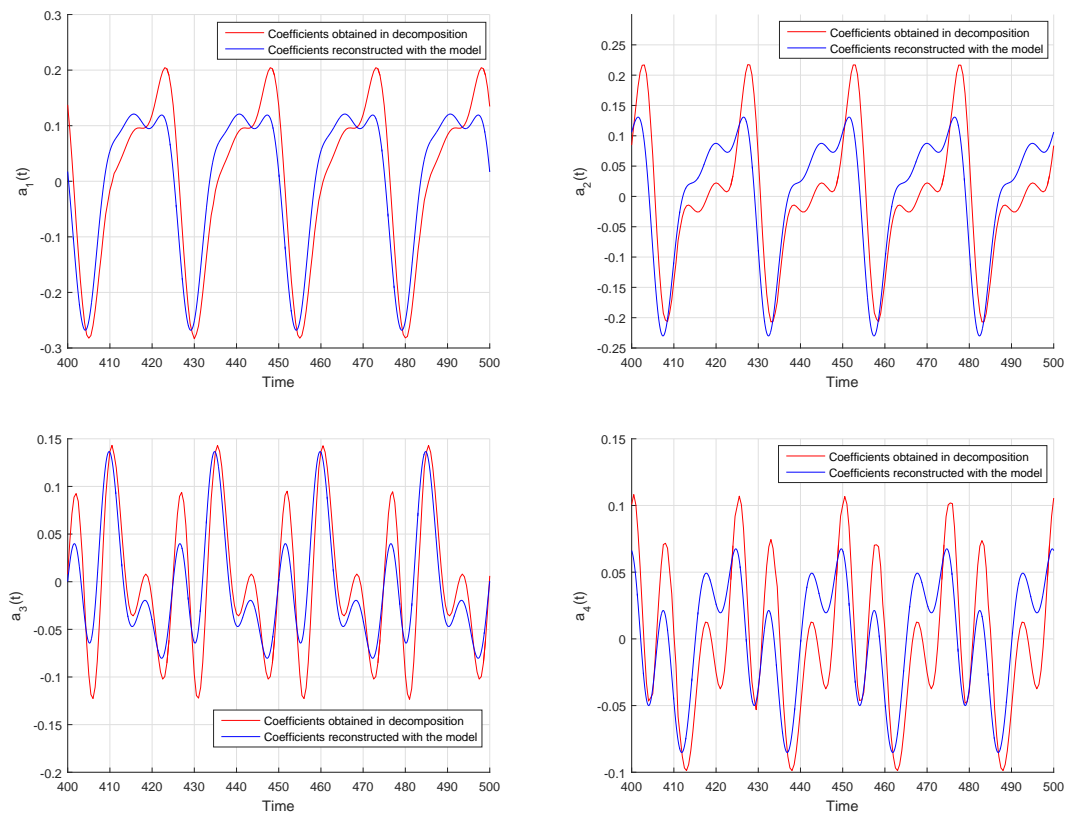 0.3
0.2
0.1
0
-0.1
-0.2
-0.3
a1(t)
Coefficients obtained in decomposition
Coefficients reconstructed with the model
400 410 420 430 440 450 460 470 480 490 500
Time
0.25
0.2
0.15
0.1
0.05
0
-0.05
-0.1
-0.15
-0.2
-0.25
a2(t)
Coefficients obtained in decomposition
Coefficients reconstructed with the model
400 410 420 430 440 450 460 470 480 490 500
Time
0.15
0.1
0.05
0
-0.05
-0.1
-0.15
-0.2
a3(t)
Coefficients obtained in decomposition
Coefficients reconstructed with the model
400 410 420 430 440 450 460 470 480 490 500
Time
0.15
0.1
0.05
0
-0.05
-0.1
a4(t)
Coefficients obtained in decomposition
Coefficients reconstructed with the model
400 410 420 430 440 450 460 470 480 490 500
Time